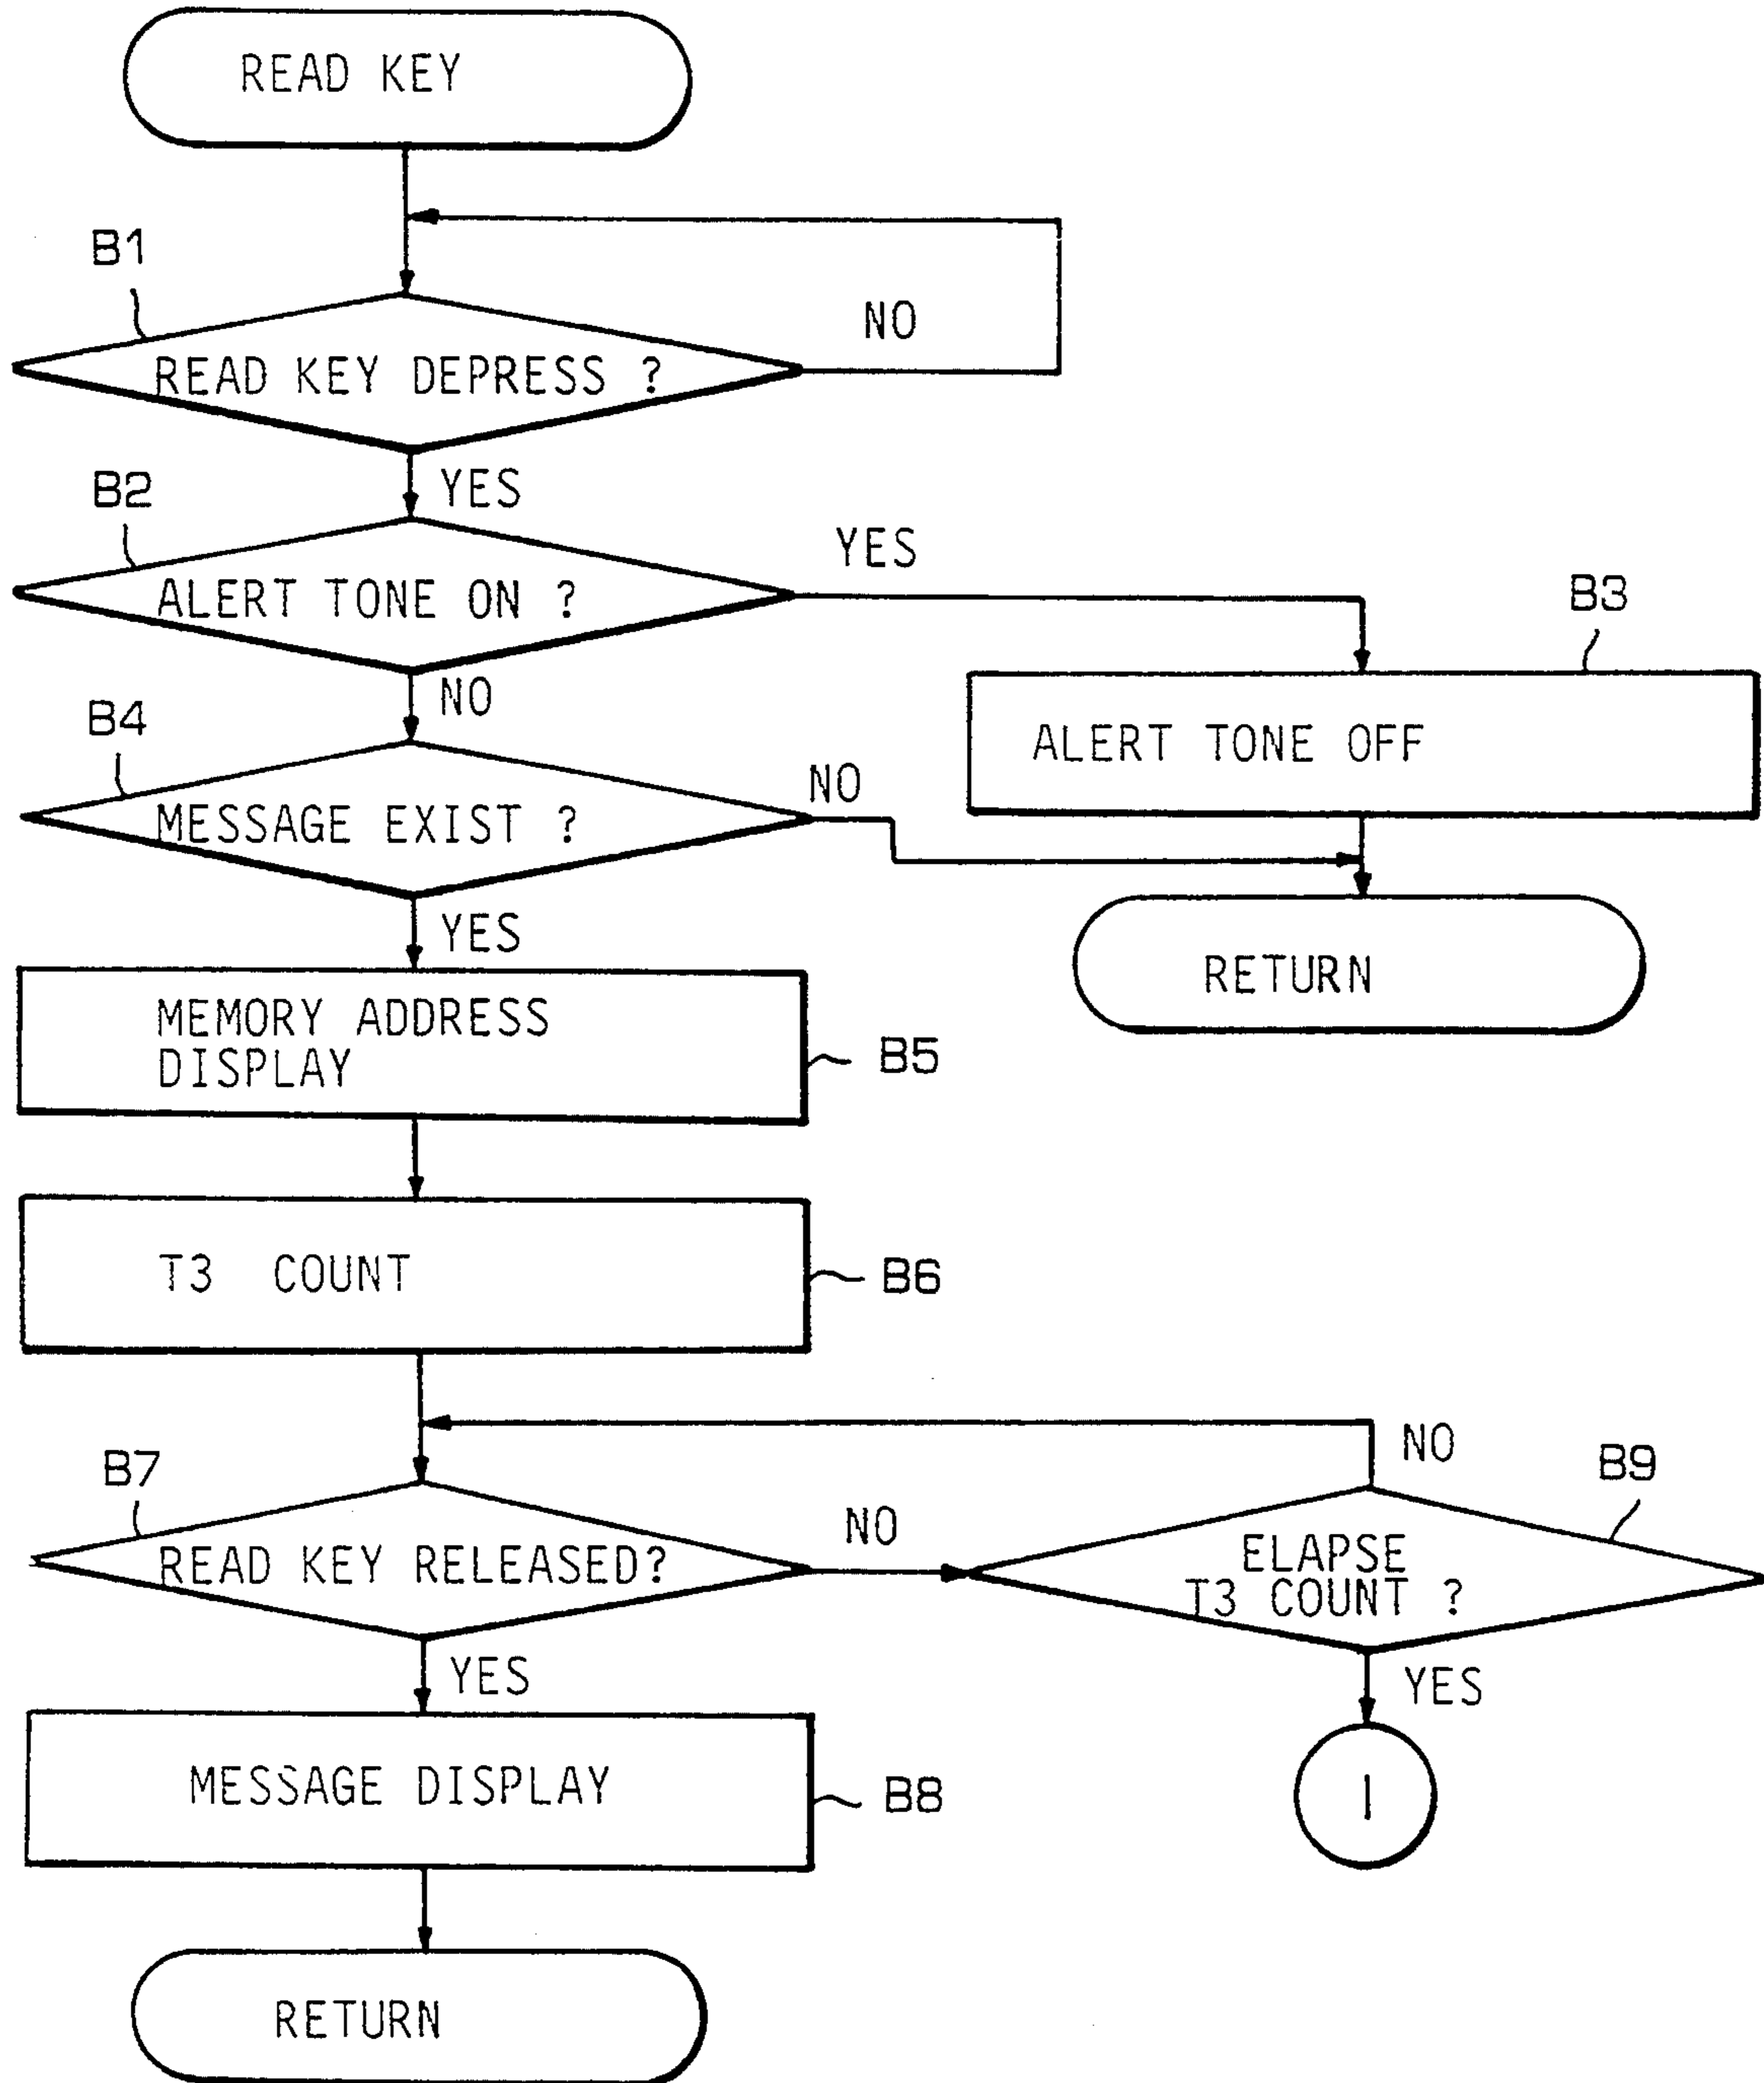 READ KEY
B1
NO
READ KEY DEPRESS ?
YES
B2
YES
ALERT TONE ON ?
B3
NO
ALERT TONE OFF
B4
NO
MESSAGE EXIST ?
YES
RETURN
MEMORY ADDRESS
DISPLAY
B5
T3 COUNT
B6
NO
B7
B9
NO
READ KEY RELEASED?
ELAPSE
T3 COUNT ?
YES
YES
MESSAGE DISPLAY
B8
I
RETURN